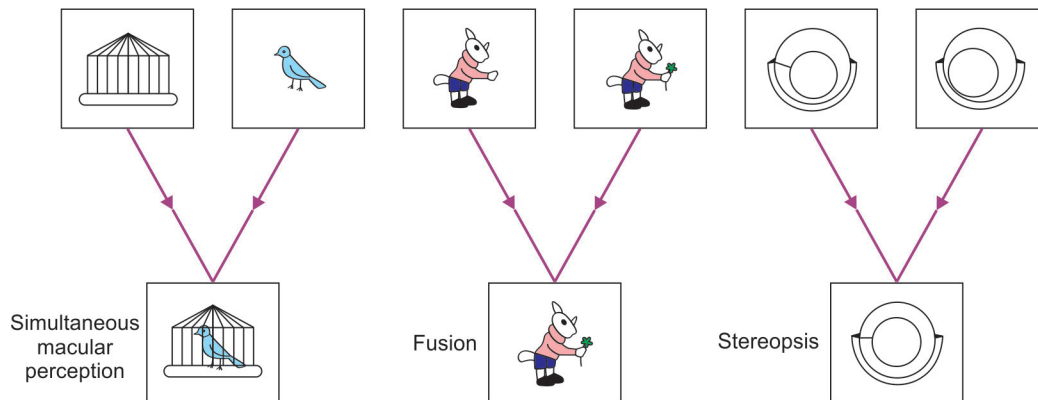 Simultaneous
macular
perception
Fusion
Stereopsis